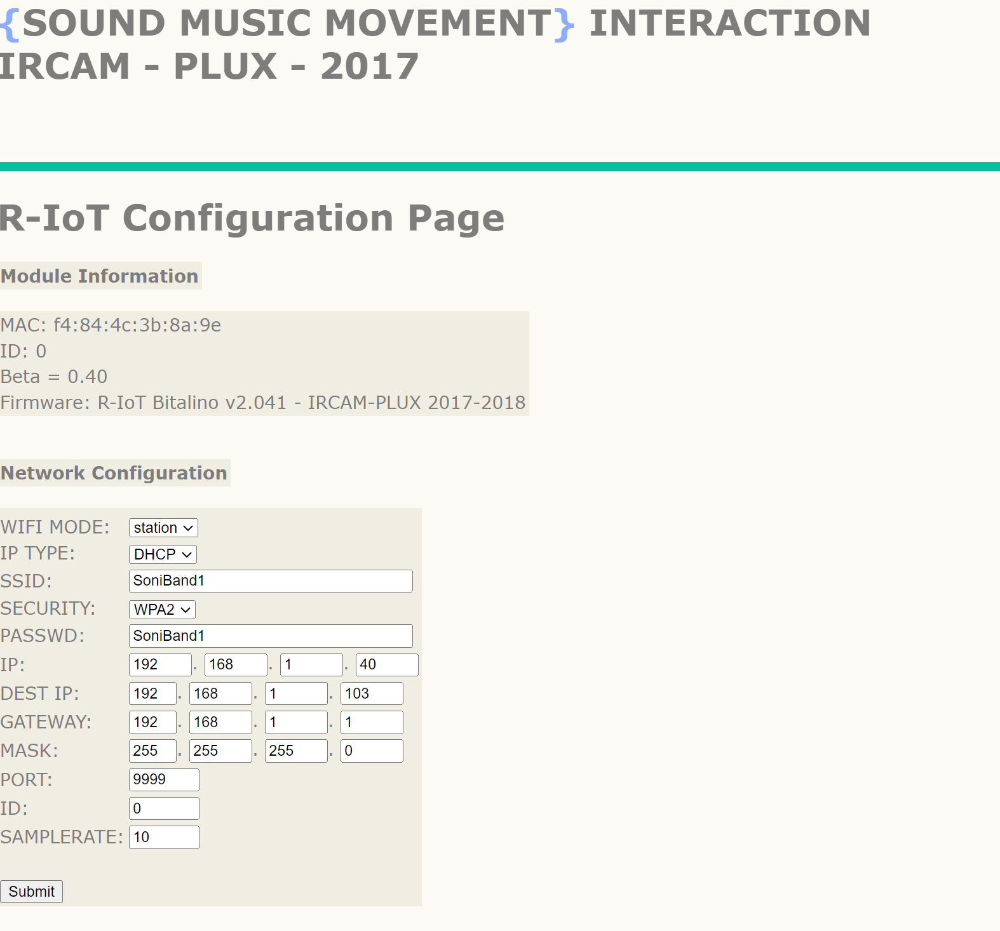 {SOUND MUSIC MOVEMENT} INTERACTION
IRCAM - PLUX - 2017
R-IoT Configuration Page
Module Information
MAC: f4:84:4c:3b:8a:9e
ID: 0
Beta = 0.40
Firmware: R-IoT Bitalino v2.041 - IRCAM-PLUX 2017-2018
Network Configuration
WIFI MODE: station
IP TYPE: DHCP
SSID: SoniBand1
SECURITY: WPA2
PASSWD: SoniBand1
IP: 192 . 168 . 1 . 40
DEST IP: 192 . 168 . 1 . 103
GATEWAY: 192 . 168 . 1 . 1
MASK: 255 . 255 . 255 . 0
PORT: 9999
ID: 0
SAMPLERATE: 10
Submit